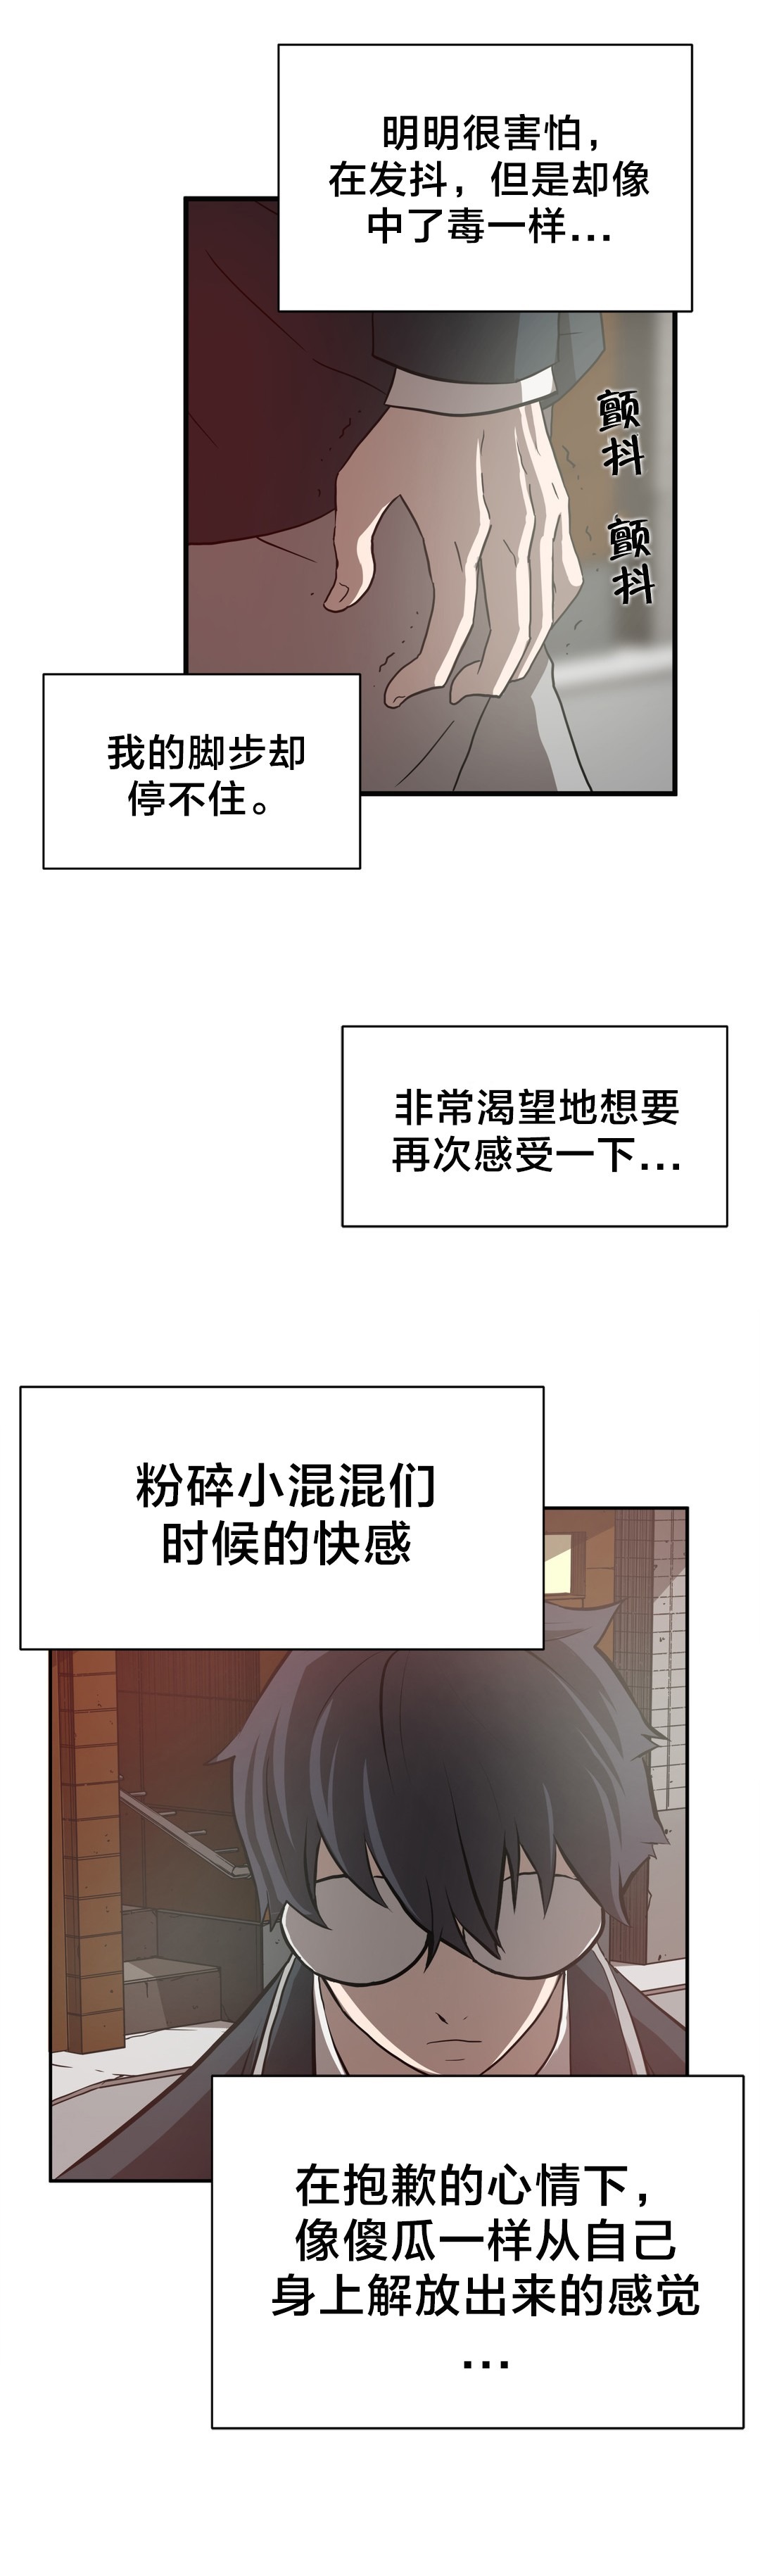 明明很害怕，
在发抖，但是却像
中了毒一样…
颤
抖
颤
抖
我的脚步却
停不住。
非常渴望地想要
再次感受一下…
粉碎小混混们
时候的快感
在抱歉的心情下，
像傻瓜一样从自己
身上解放出来的感觉
…